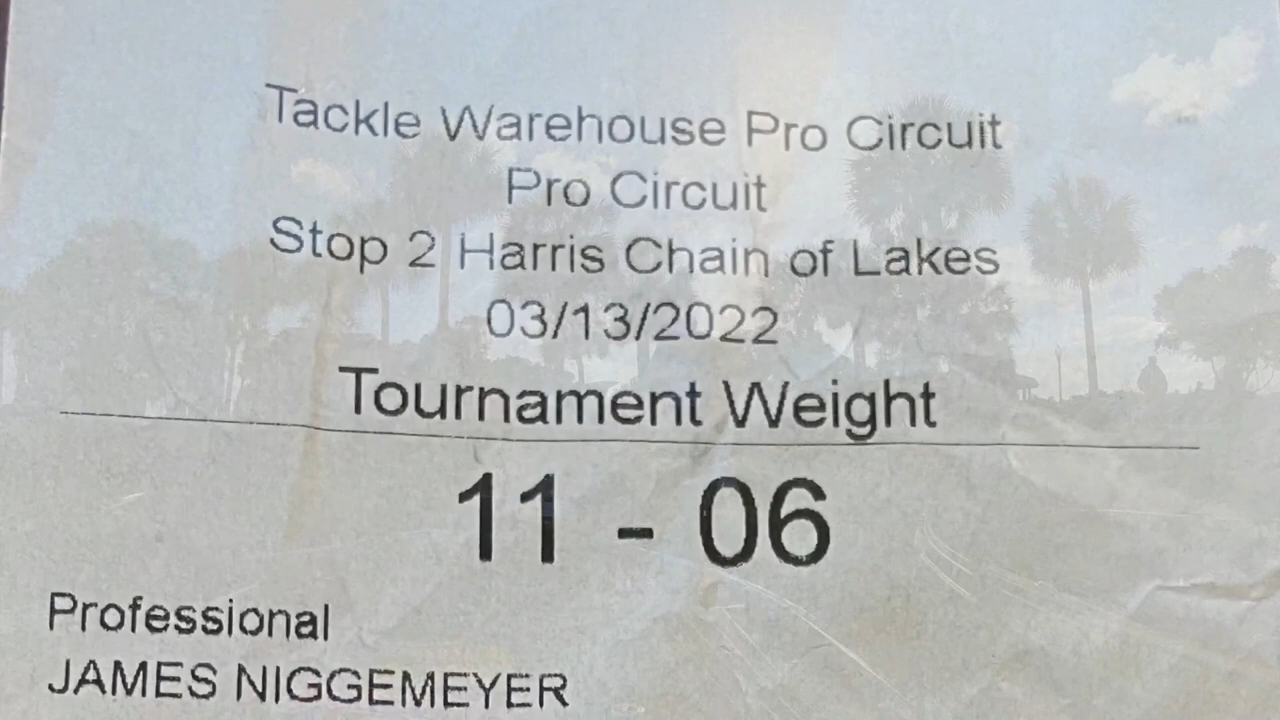 Tackle Warehouse Pro Circuit
Pro Circuit
Stop 2 Harris Chain of Lakes
03/13/2022
Tournament Weight
11 - 06
Professional
JAMES NIGGEMEYER